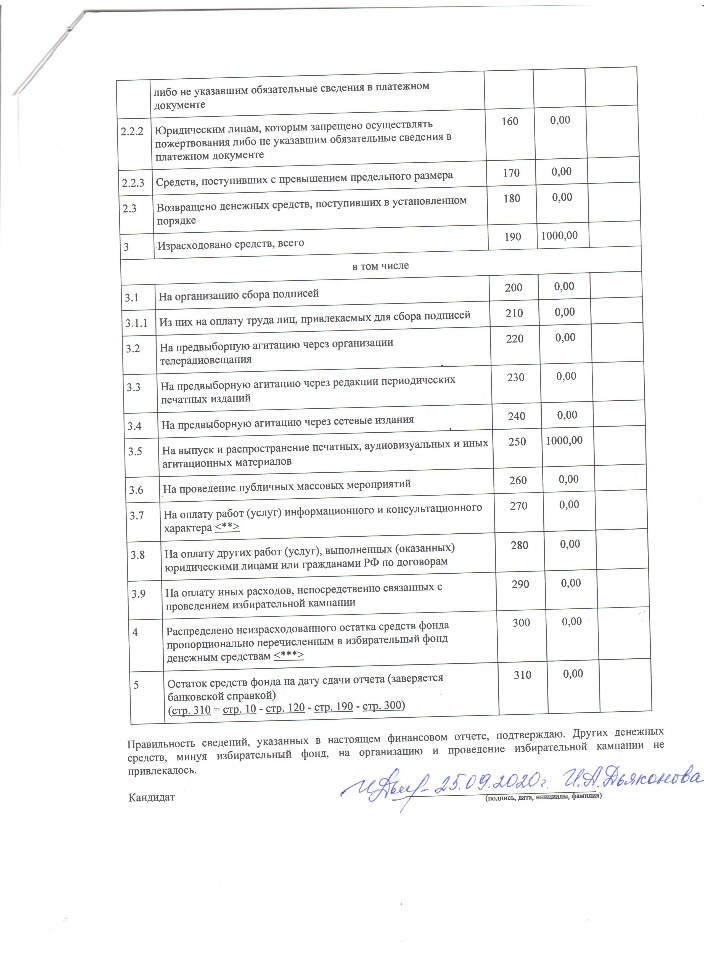 либо не указавшим обязательные сведения в платежном
документе
2.2.2 Юридическим лицам, которым запрещено осуществлять 160 0,00
пожертвования либо не указавшим обязательные сведения в
платежном документе
2.2.3 Средств, поступивших с превышением предельного размера 170 0,00
2.3 Возвращено денежных средств, поступивших в установленном 180 0,00
порядке
3 Израсходовано средств, всего 190 1000,00
в том числе
3.1 На организацию сбора подписей 200 0,00
3.1.1 Из них на оплату труда лиц, привлекаемых для сбора подписей 210 0,00
3.2 На предвыборную агитацию через организации 220 0,00
телерадиовещания
3.3 На предвыборную агитацию через редакции периодических 230 0,00
печатных изданий
3.4 На предвыборную агитацию через сетевые издания 240 0,00
3.5 На выпуск и распространение печатных, аудиовизуальных и иных 250 1000,00
агитационных материалов
3.6 На проведение публичных массовых мероприятий 260 0,00
3.7 На оплату работ (услуг) информационного и консультационного 270 0,00
характера <**>
3.8 На оплату других работ (услуг), выполненных (оказанных) 280 0,00
юридическими лицами или гражданами РФ по договорам
3.9 На оплату иных расходов, непосредственно связанных с 290 0,00
проведением избирательной кампании
4 Распределено неизрасходованного остатка средств фонда 300 0,00
пропорционально перечисленным в избирательный фонд
денежным средствам <***>
5 Остаток средств фонда на дату сдачи отчета (заверяется 310 0,00
банковской справкой)
(стр. 310 = стр. 10 - стр. 120 - стр. 190 - стр. 300)
Правильность сведений, указанных в настоящем финансовом отчете, подтверждаю. Других денежных
средств, минуя избирательный фонд, на организацию и проведение избирательной кампании не
привлекалось.
Кандидат 25.09.2020г. И.А.Дьяконова
(подпись, дата, инициалы, фамилия)